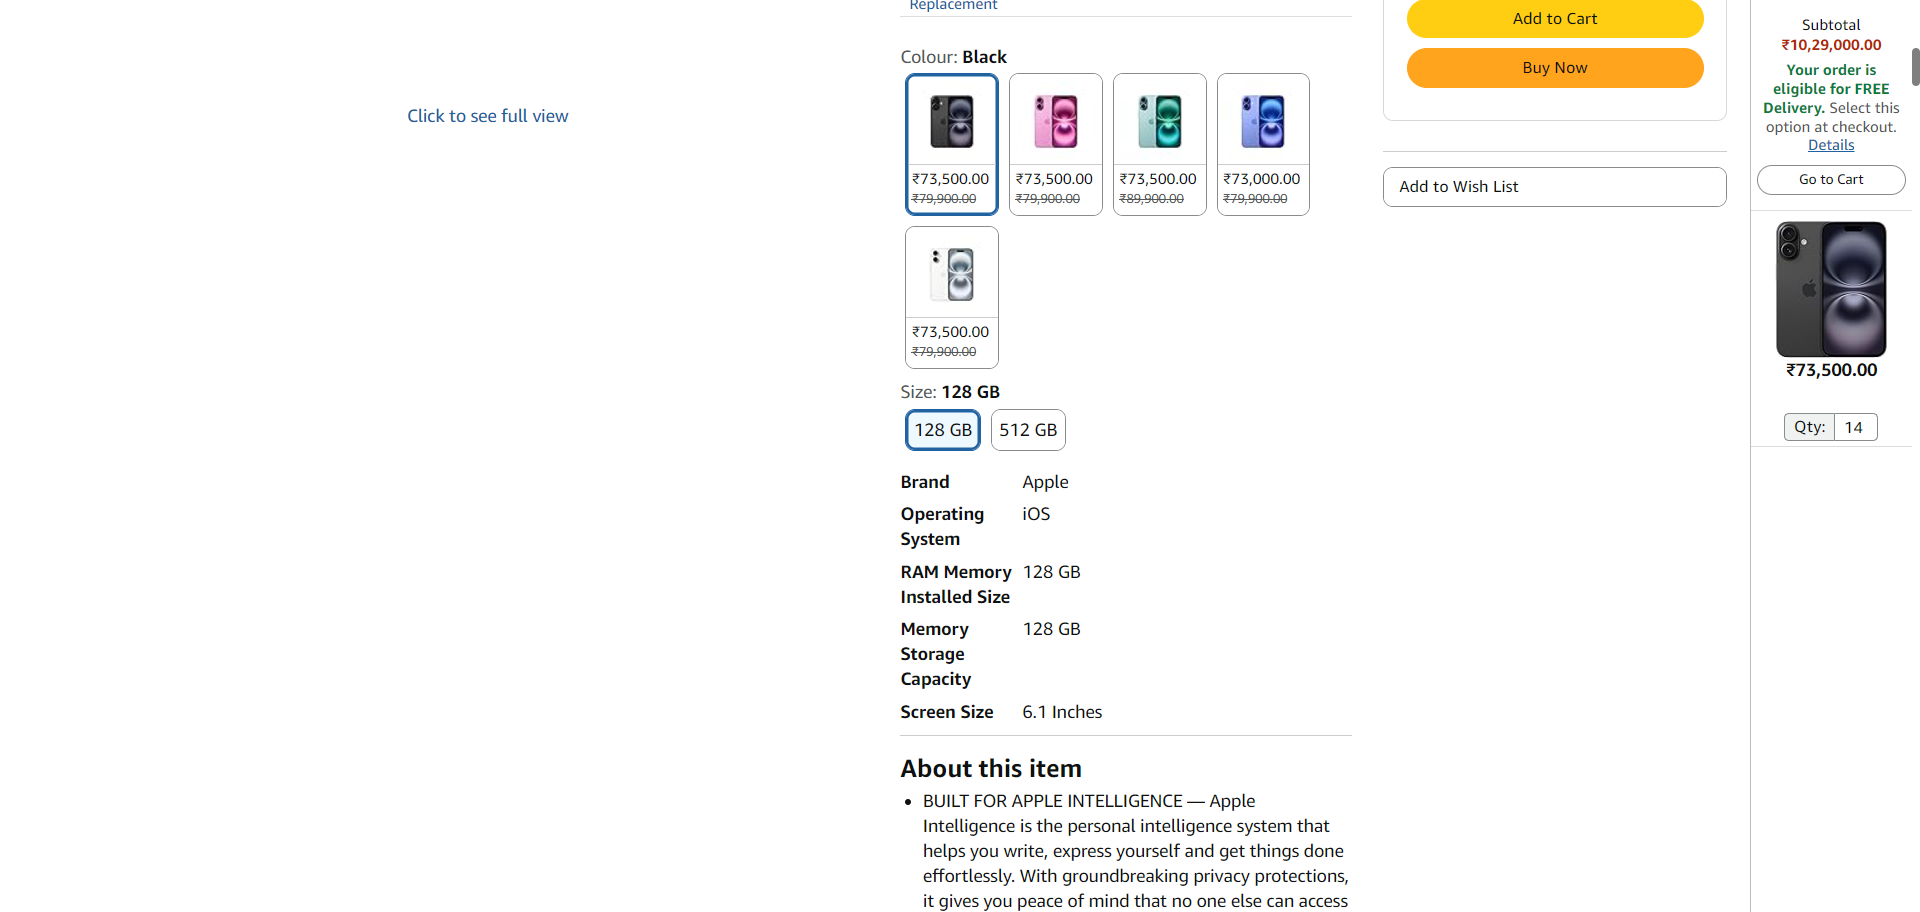 Replacement
Colour: Black
₹73,500.00
₹79,900.00
₹73,500.00
₹79,900.00
₹73,500.00
₹89,900.00
₹73,000.00
₹79,900.00
₹73,500.00
₹79,900.00
Size: 128 GB
128 GB
512 GB
Brand Apple
Operating iOS
System
RAM Memory 128 GB
Installed Size
Memory 128 GB
Storage
Capacity
Screen Size 6.1 Inches
About this item
• BUILT FOR APPLE INTELLIGENCE — Apple
Intelligence is the personal intelligence system that
helps you write, express yourself and get things done
effortlessly. With groundbreaking privacy protections,
it gives you peace of mind that no one else can access
Click to see full view
Add to Cart
Buy Now
Add to Wish List
Subtotal
₹10,29,000.00
Your order is
eligible for FREE
Delivery. Select this
option at checkout.
Details
Go to Cart
₹73,500.00
Qty: 14